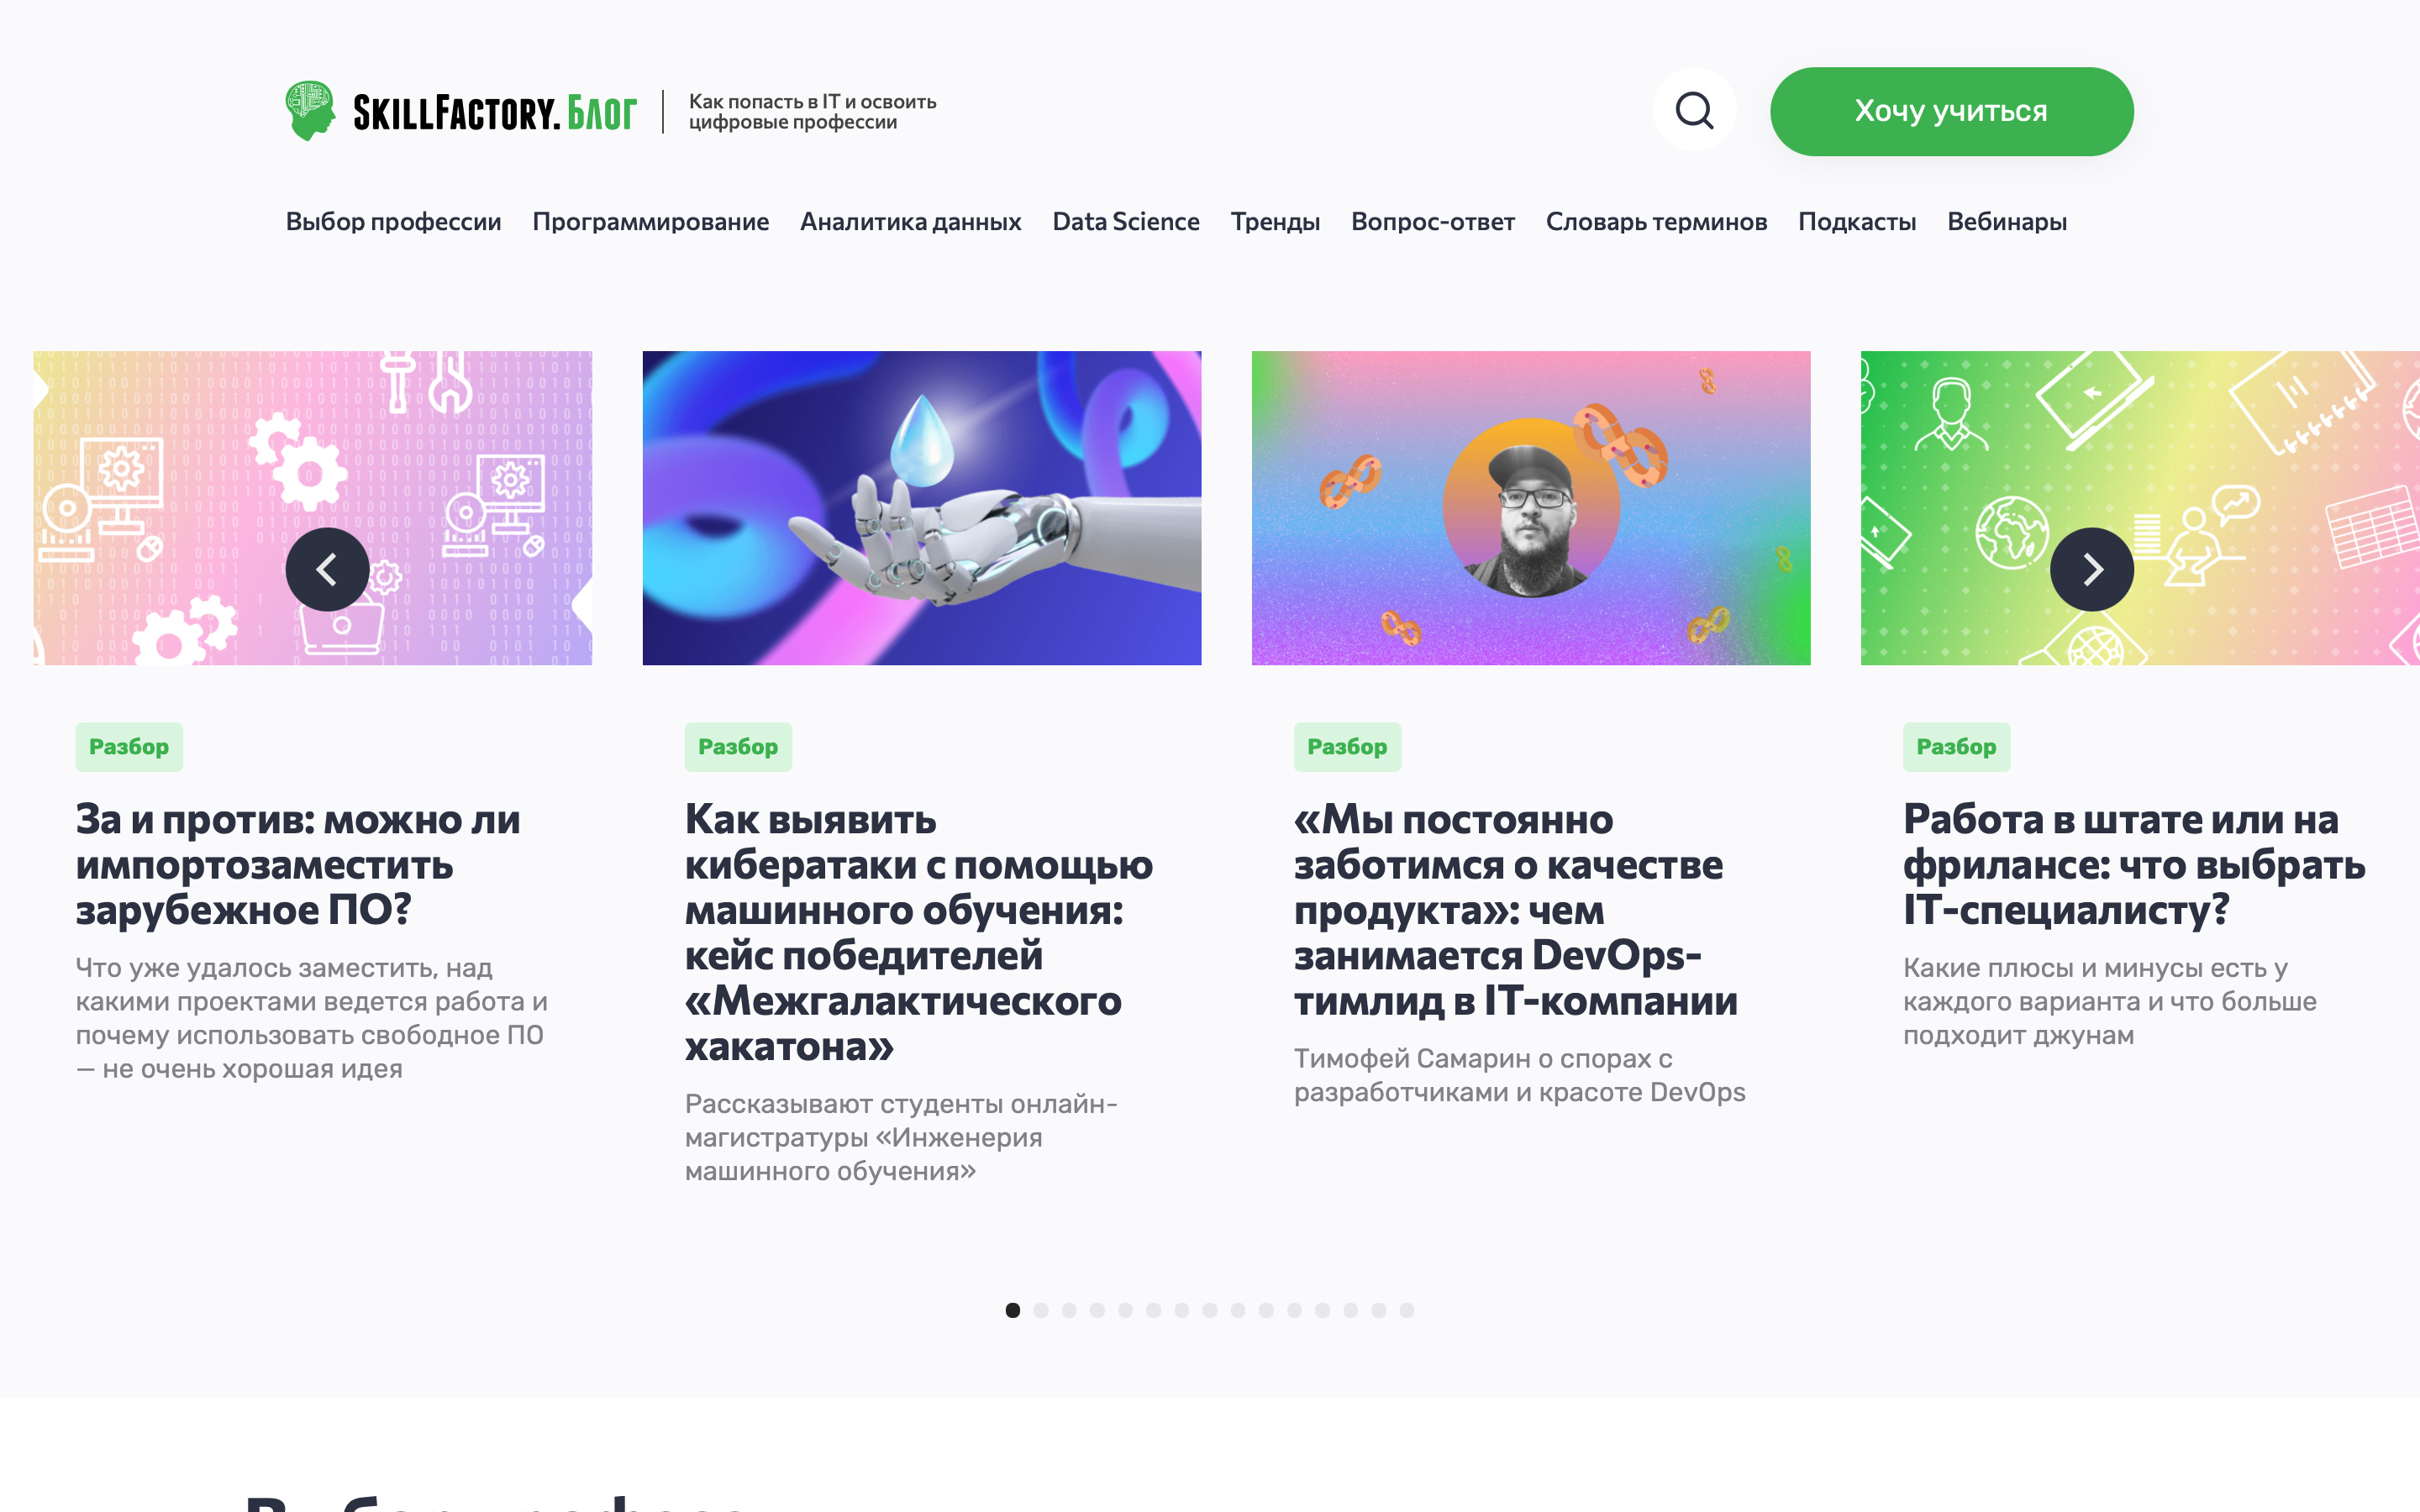 SKILLFACTORY. БЛОГ
Как попасть в IT и освоить
цифровые профессии
Хочу учиться
Выбор профессии Программирование Аналитика данных Data Science Тренды Вопрос-ответ Словарь терминов Подкасты Вебинары
Разбор
За и против: можно ли
импортозаместить
зарубежное ПО?
Что уже удалось заместить, над
какими проектами ведется работа и
почему использовать свободное ПО
— не очень хорошая идея
Разбор
Как выявить
кибератаки с помощью
машинного обучения:
кейс победителей
«Межгалактического
хакатона»
Рассказывают студенты онлайн-
магистратуры «Инженерия
машинного обучения»
Разбор
«Мы постоянно
заботимся о качестве
продукта»: чем
занимается DevOps-
тимлид в IT-компании
Тимофей Самарин о спорах с
разработчиками и красоте DevOps
Разбор
Работа в штате или на
фрилансе: что выбрать
IT-специалисту?
Какие плюсы и минусы есть у
каждого варианта и что больше
подходит джунам